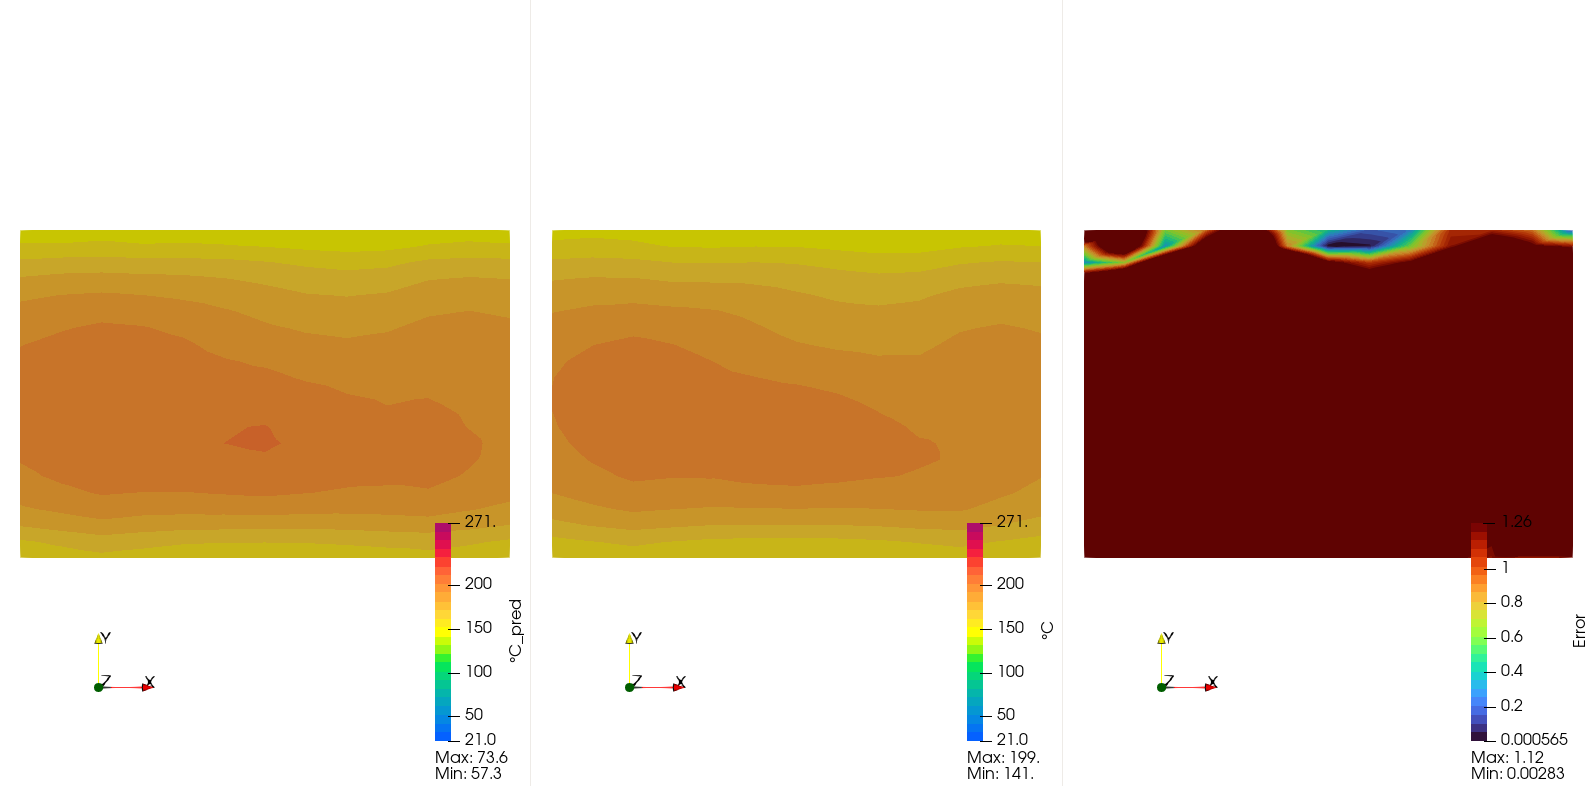 271.
200
150
100
50
21.0
°C_pred
Max: 73.6
Min: 57.3
Y
Z
X
271.
200
150
100
50
21.0
°C
Max: 199.
Min: 141.
Y
Z
X
1.26
1
0.8
0.6
0.4
0.2
0.000565
Error
Max: 1.12
Min: 0.00283
Y
Z
X